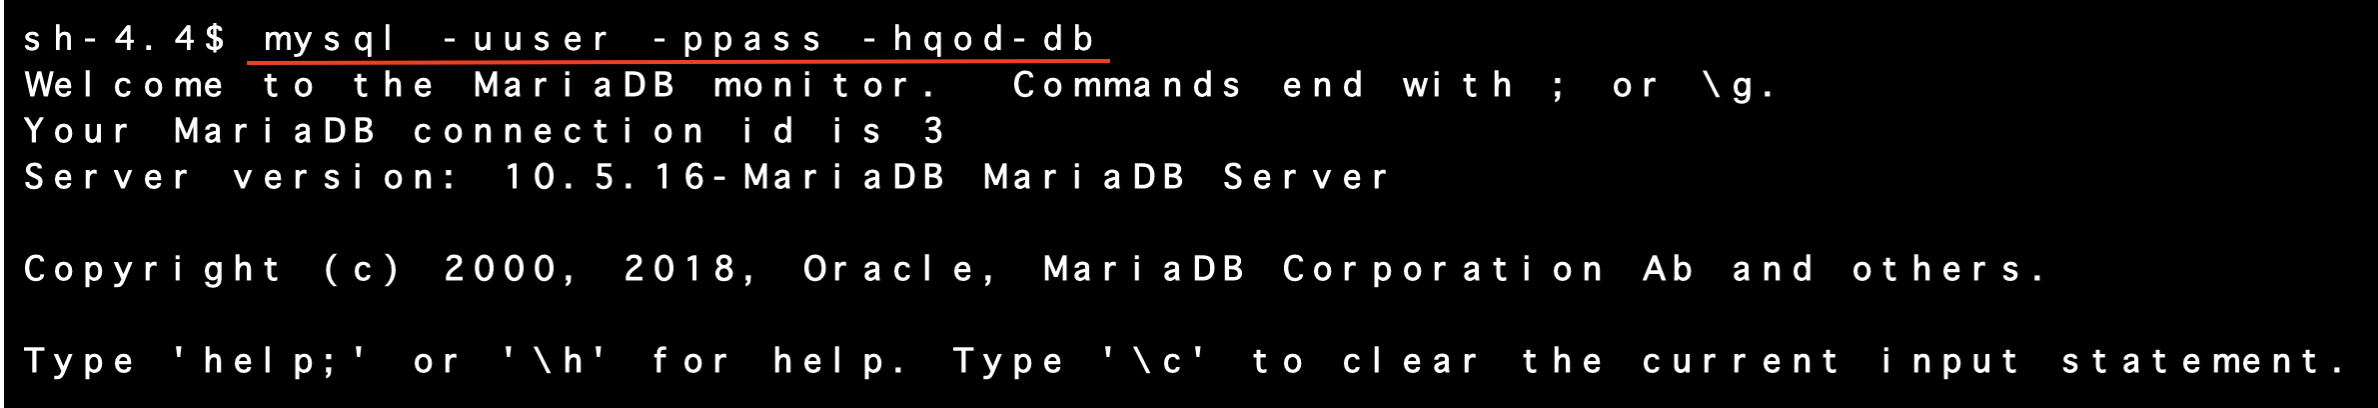 sh-4.4$ mysql -uuser -ppass -hqod-db
Welcome to the MariaDB monitor.  Commands end with ; or \g.
Your MariaDB connection id is 3
Server version: 10.5.16-MariaDB MariaDB Server
Copyright (c) 2000, 2018, Oracle, MariaDB Corporation Ab and others.
Type 'help;' or '\h' for help. Type '\c' to clear the current input statement.